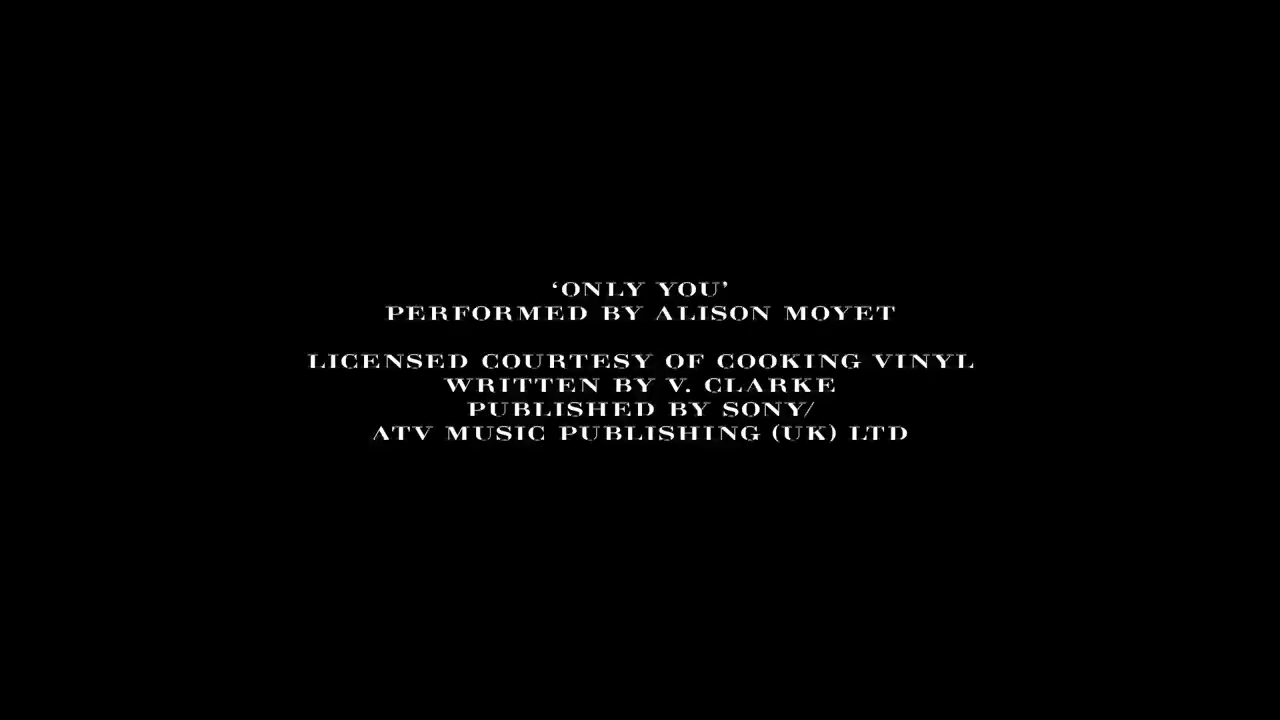 ‘ONLY YOU’
PERFORMED BY ALISON MOYET
LICENSED COURTESY OF COOKING VINYL
WRITTEN BY V. CLARKE
PUBLISHED BY SONY/
ATV MUSIC PUBLISHING (UK) LTD